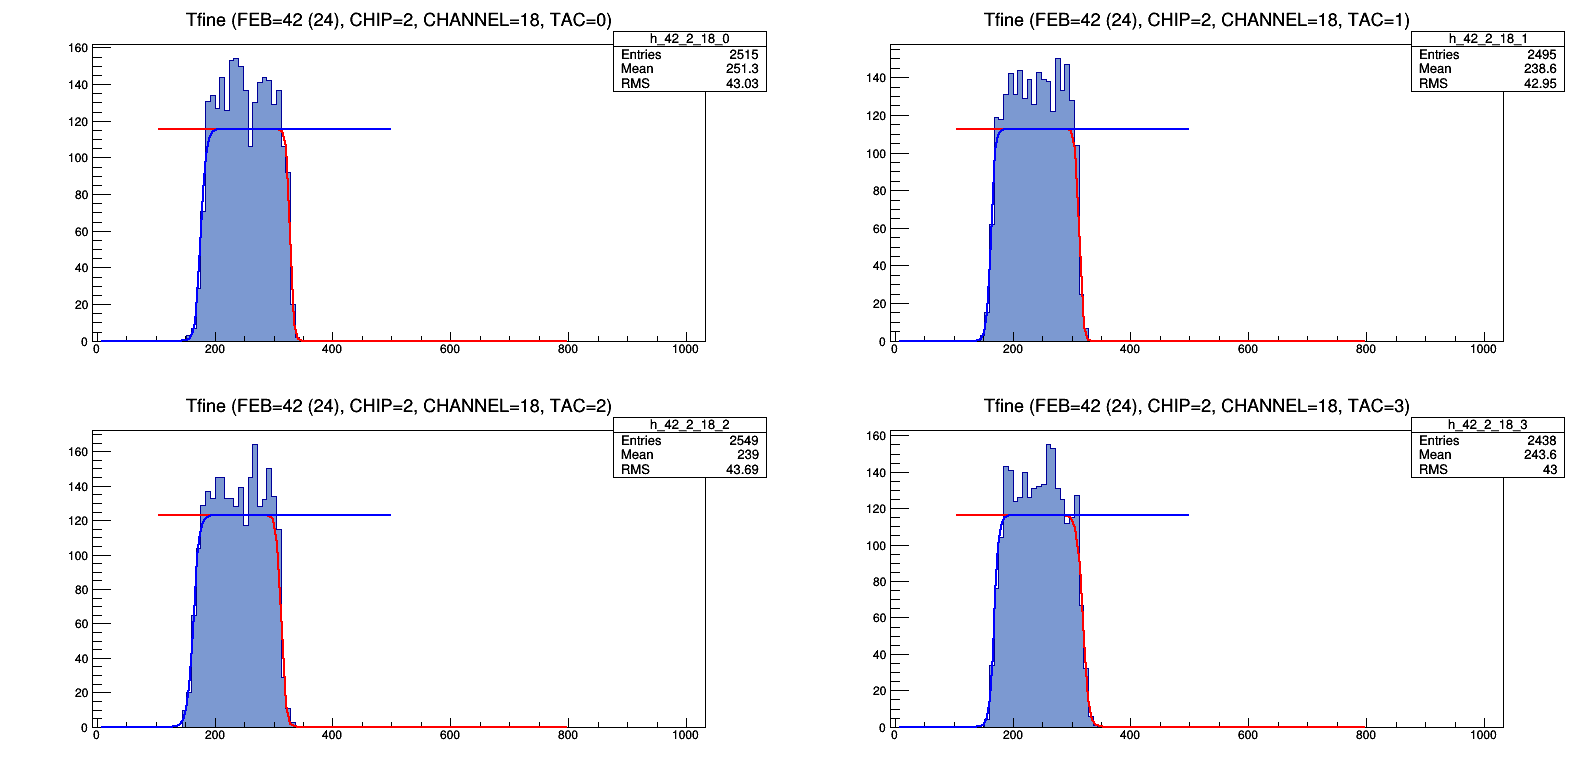 Tfine (FEB=42 (24), CHIP=2, CHANNEL=18, TAC=0)
h_42_2_18_0
Entries 2515
Mean 251.3
RMS 43.03
160
140
120
100
80
60
40
20
0
0 200 400 600 800 1000
Tfine (FEB=42 (24), CHIP=2, CHANNEL=18, TAC=1)
h_42_2_18_1
Entries 2495
Mean 238.6
RMS 42.95
140
120
100
80
60
40
20
0
0 200 400 600 800 1000
Tfine (FEB=42 (24), CHIP=2, CHANNEL=18, TAC=2)
h_42_2_18_2
Entries 2549
Mean 239
RMS 43.69
160
140
120
100
80
60
40
20
0
0 200 400 600 800 1000
Tfine (FEB=42 (24), CHIP=2, CHANNEL=18, TAC=3)
h_42_2_18_3
Entries 2438
Mean 243.6
RMS 43
160
140
120
100
80
60
40
20
0
0 200 400 600 800 1000